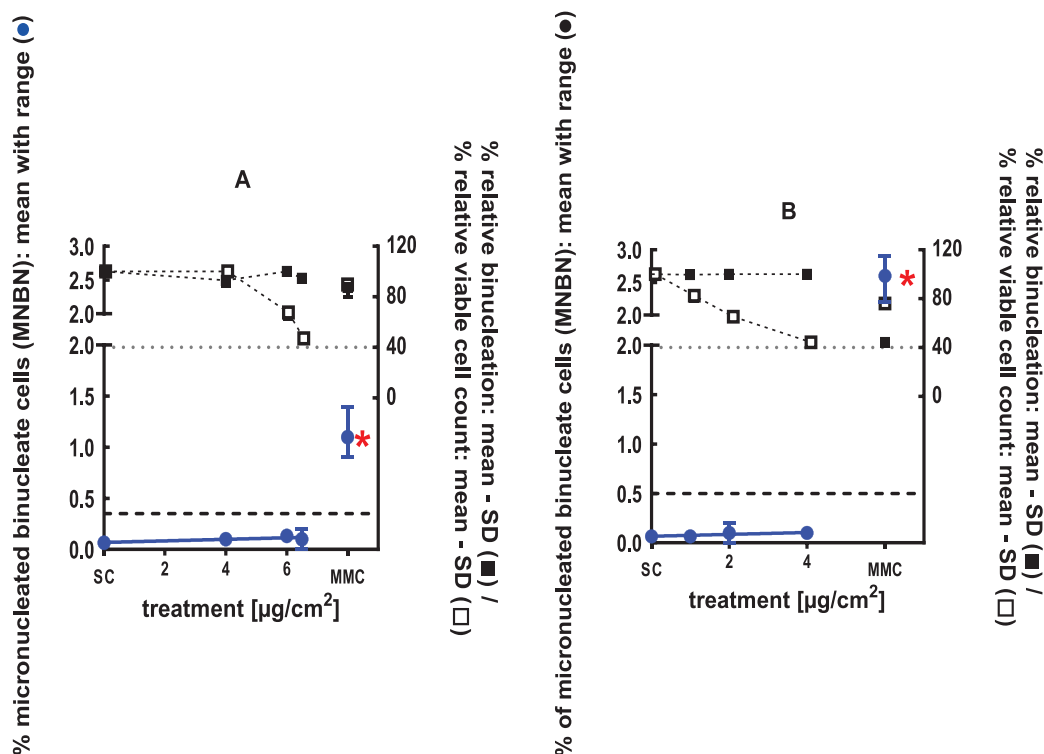 % micronucleated binucleate cells (MNBN): mean with range (●)
A
3.0
2.5
2.0
2.0
1.5
1.0
0.5
0.0
120
80
40
0
*
SC
2
4
6
MMC
treatment [µg/cm²]
% relative binucleation: mean - SD (■) /
% relative viable cell count: mean - SD (□)
% of micronucleated binucleate cells (MNBN): mean with range (●)
B
3.0
2.5
2.0
2.0
1.5
1.0
0.5
0.0
120
80
40
0
*
SC
2
4
MMC
treatment [µg/cm²]
% relative binucleation: mean - SD (■) /
% relative viable cell count: mean - SD (□)